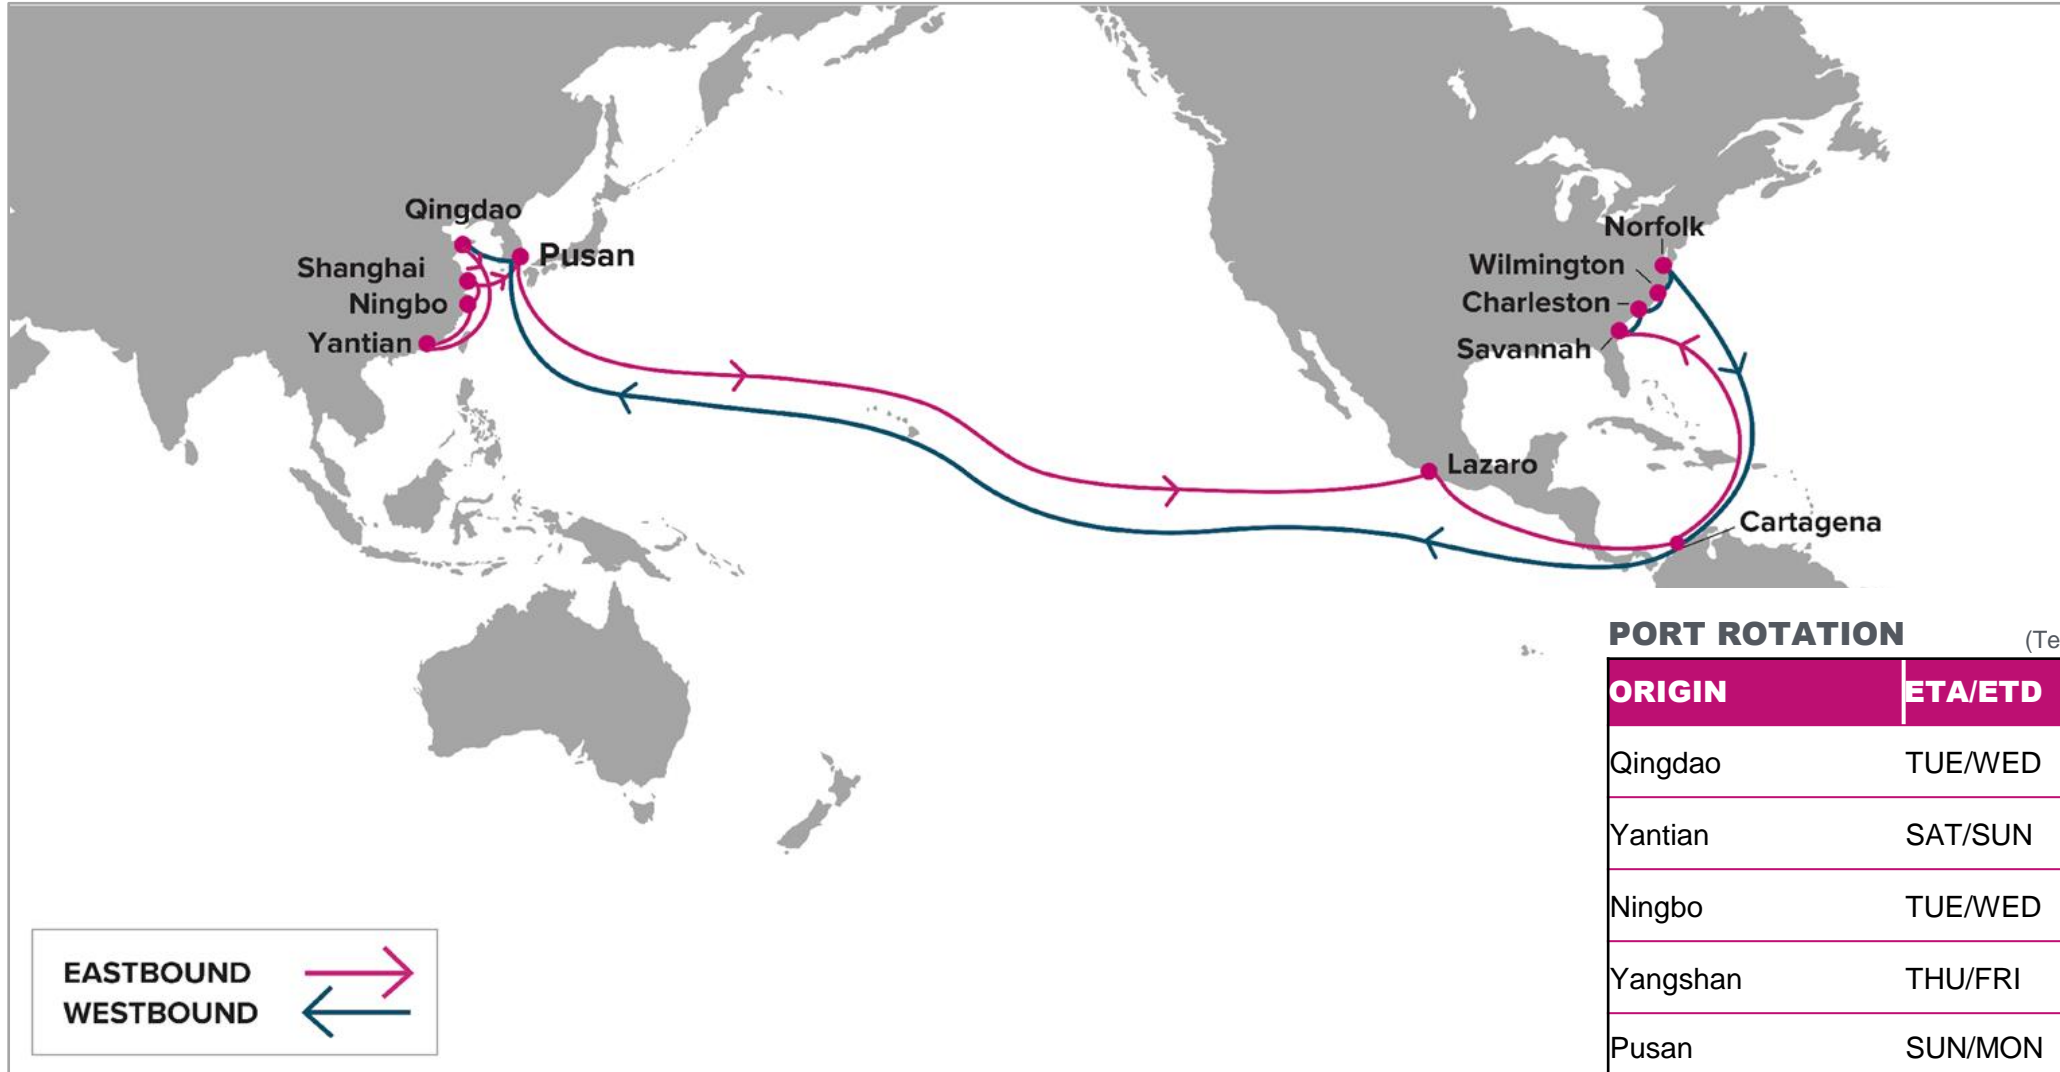 Qingdao
Pusan
Shanghai
Ningbo
Yantian
Norfolk
Wilmington
Charleston
Savannah
Lazaro
Cartagena
EASTBOUND
WESTBOUND
PORT ROTATION (Te
ORIGIN ETA/ETD
Qingdao TUE/WED
Yantian SAT/SUN
Ningbo TUE/WED
Yangshan THU/FRI
Pusan SUN/MON